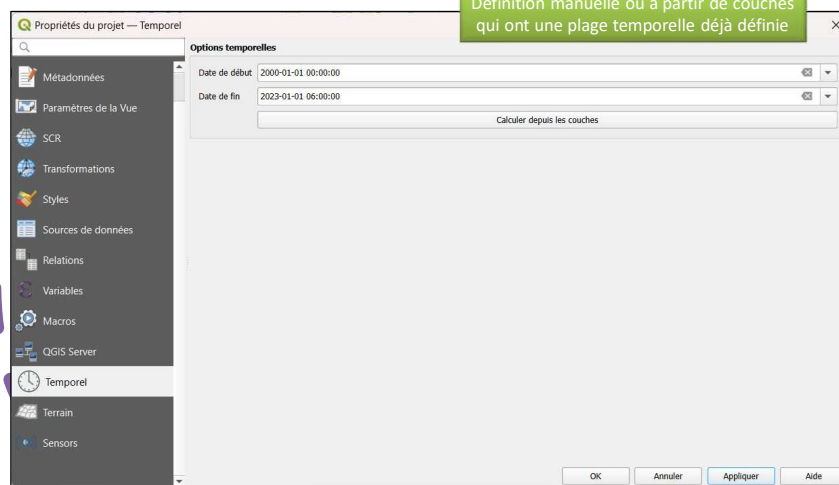 Définition manuelle ou à partir de couches
qui ont une plage temporelle déjà définie
Propriétés du projet — Temporel
Options temporelles
Métadonnées
Date de début 2000-01-01 00:00:00
Date de fin 2023-01-01 06:00:00
Calculer depuis les couches
Paramètres de la Vue
SCR
Transformations
Styles
Sources de données
Relations
Variables
Macros
QGIS Server
Temporel
Terrain
Sensors
OK Annuler Appliquer Aide